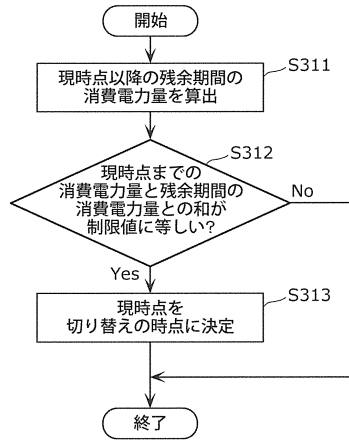 開始
S311
現時点以降の残余期間の
消費電力量を算出
S312
現時点までの
消費電力量と残余期間の
消費電力量との和が
制限値に等しい?
No
Yes
S313
現時点を
切り替えの時点に決定
終了